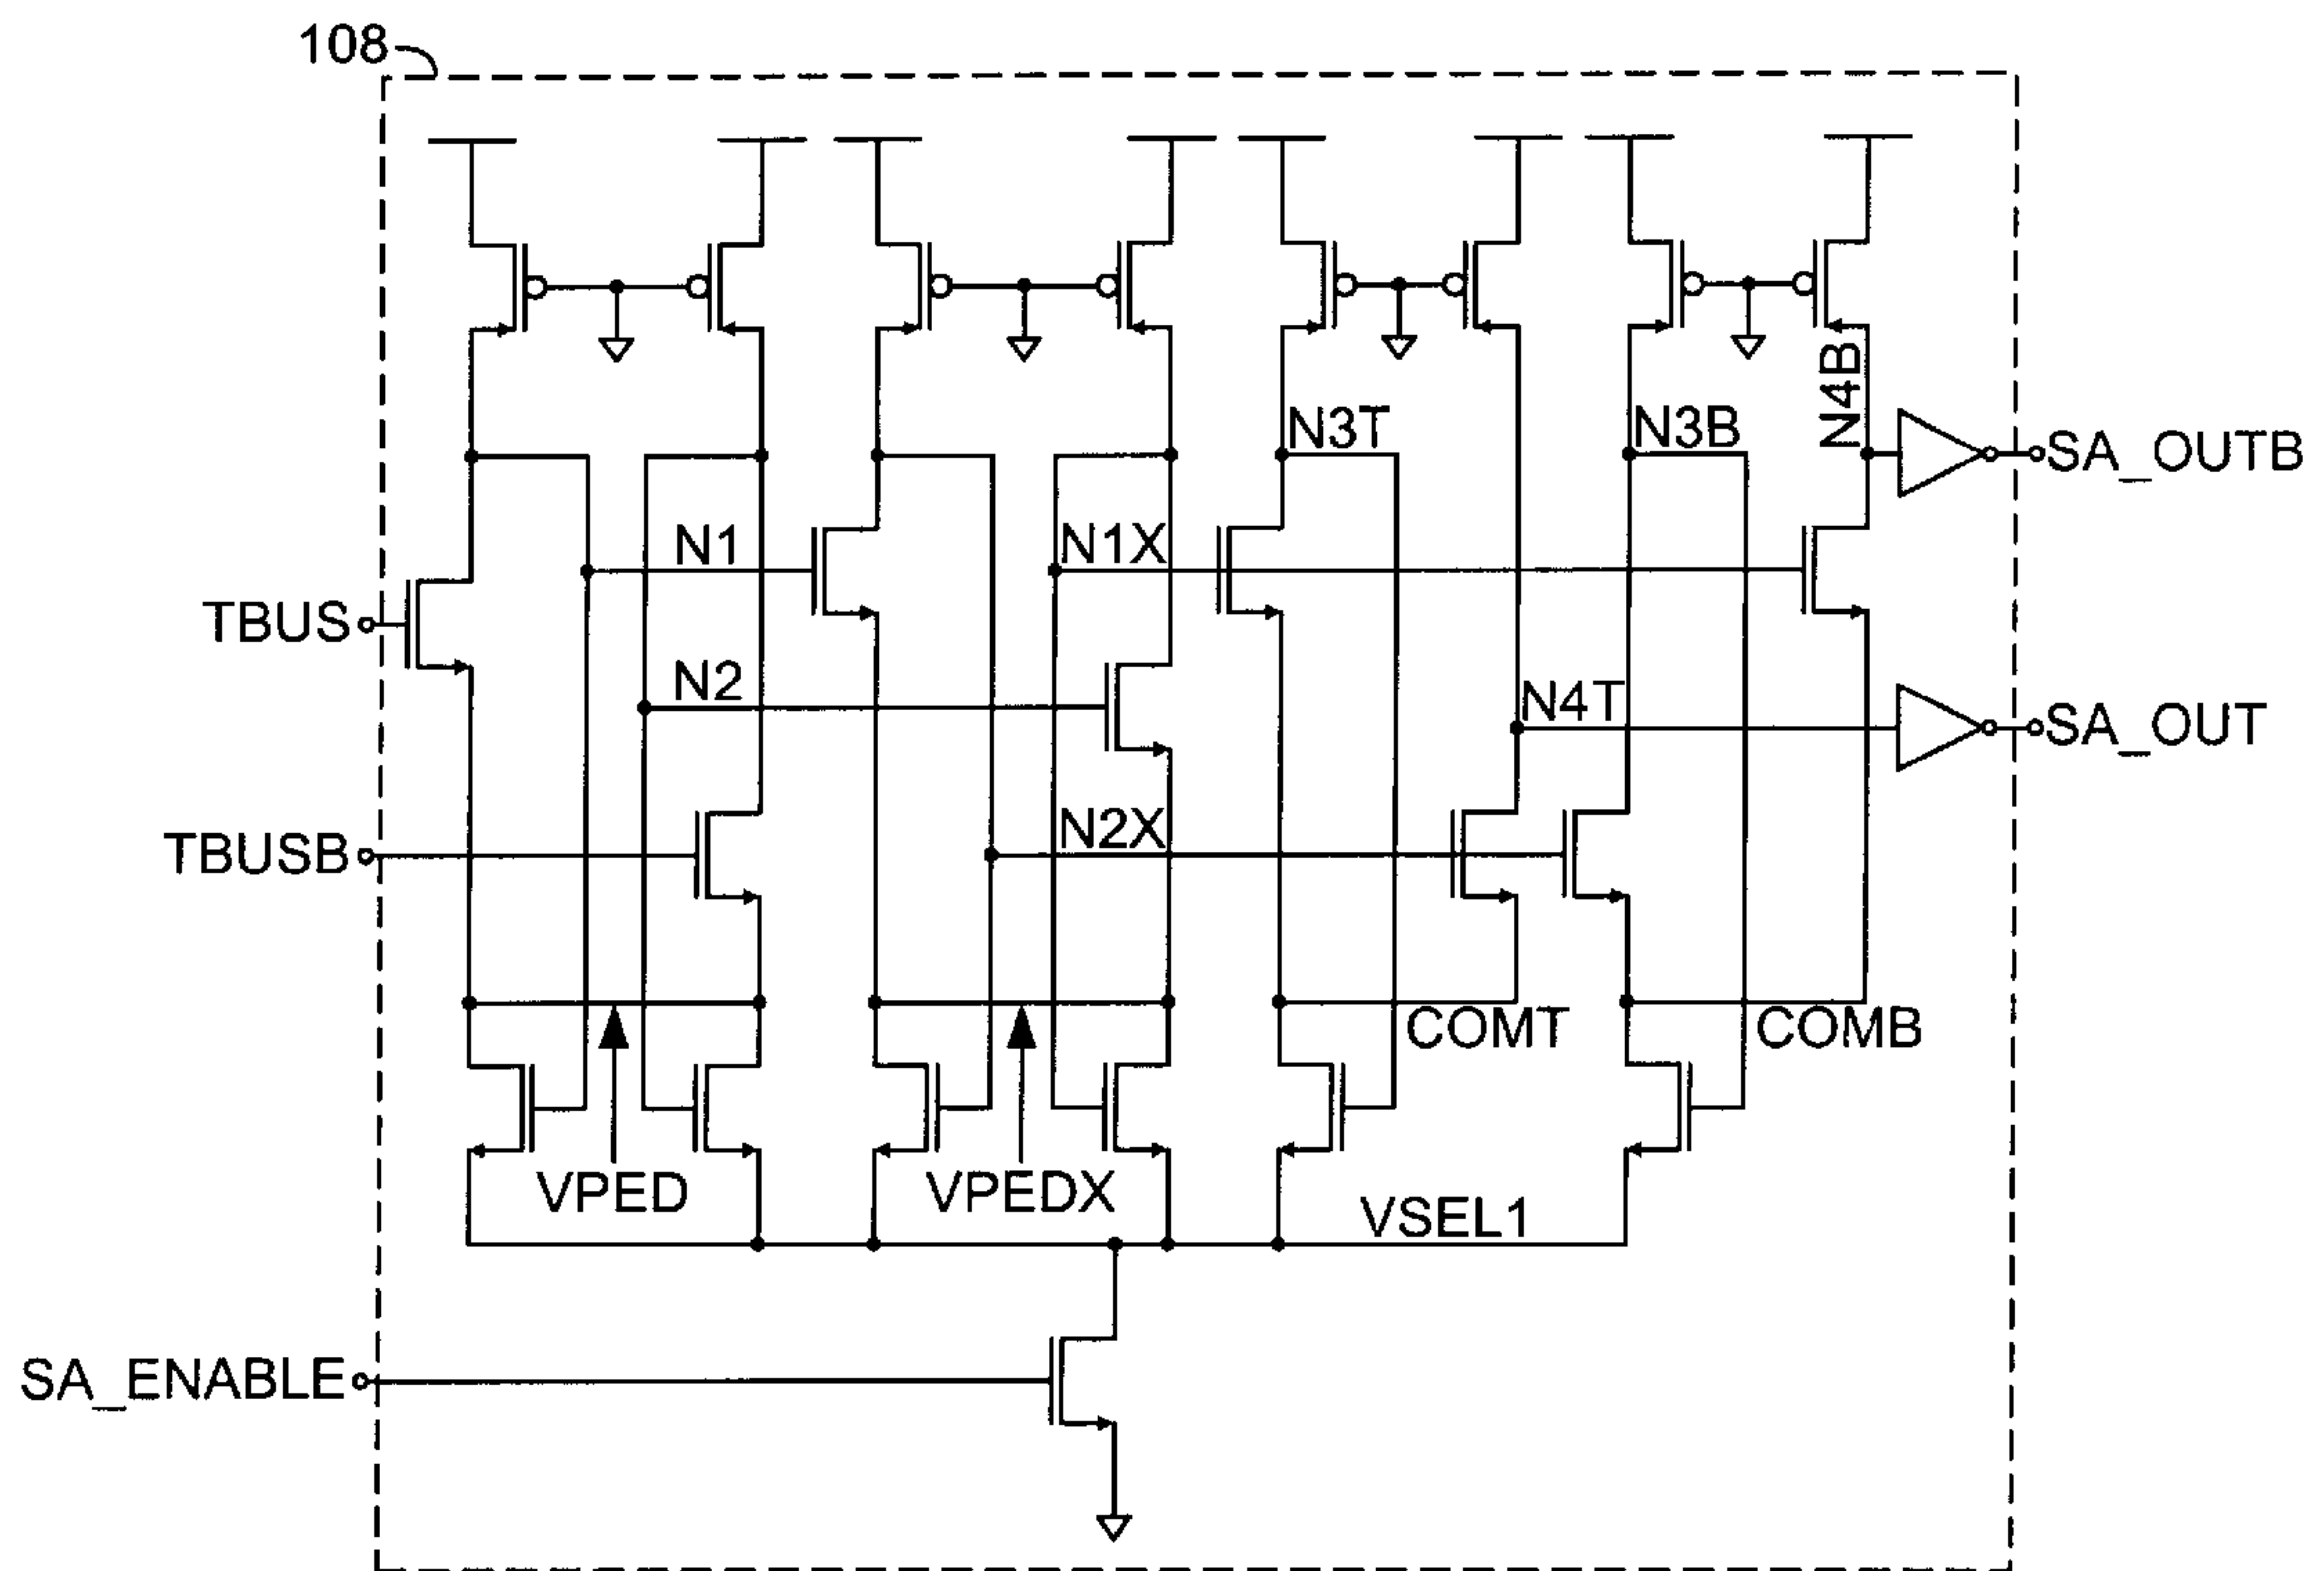 108
N4B
N3T
N3B
SA_OUTB
N1
N1X
TBUS
N2
N4T
SA_OUT
TBUSB
N2X
COMT
COMB
VPED
VPEDX
VSEL1
SA_ENABLE